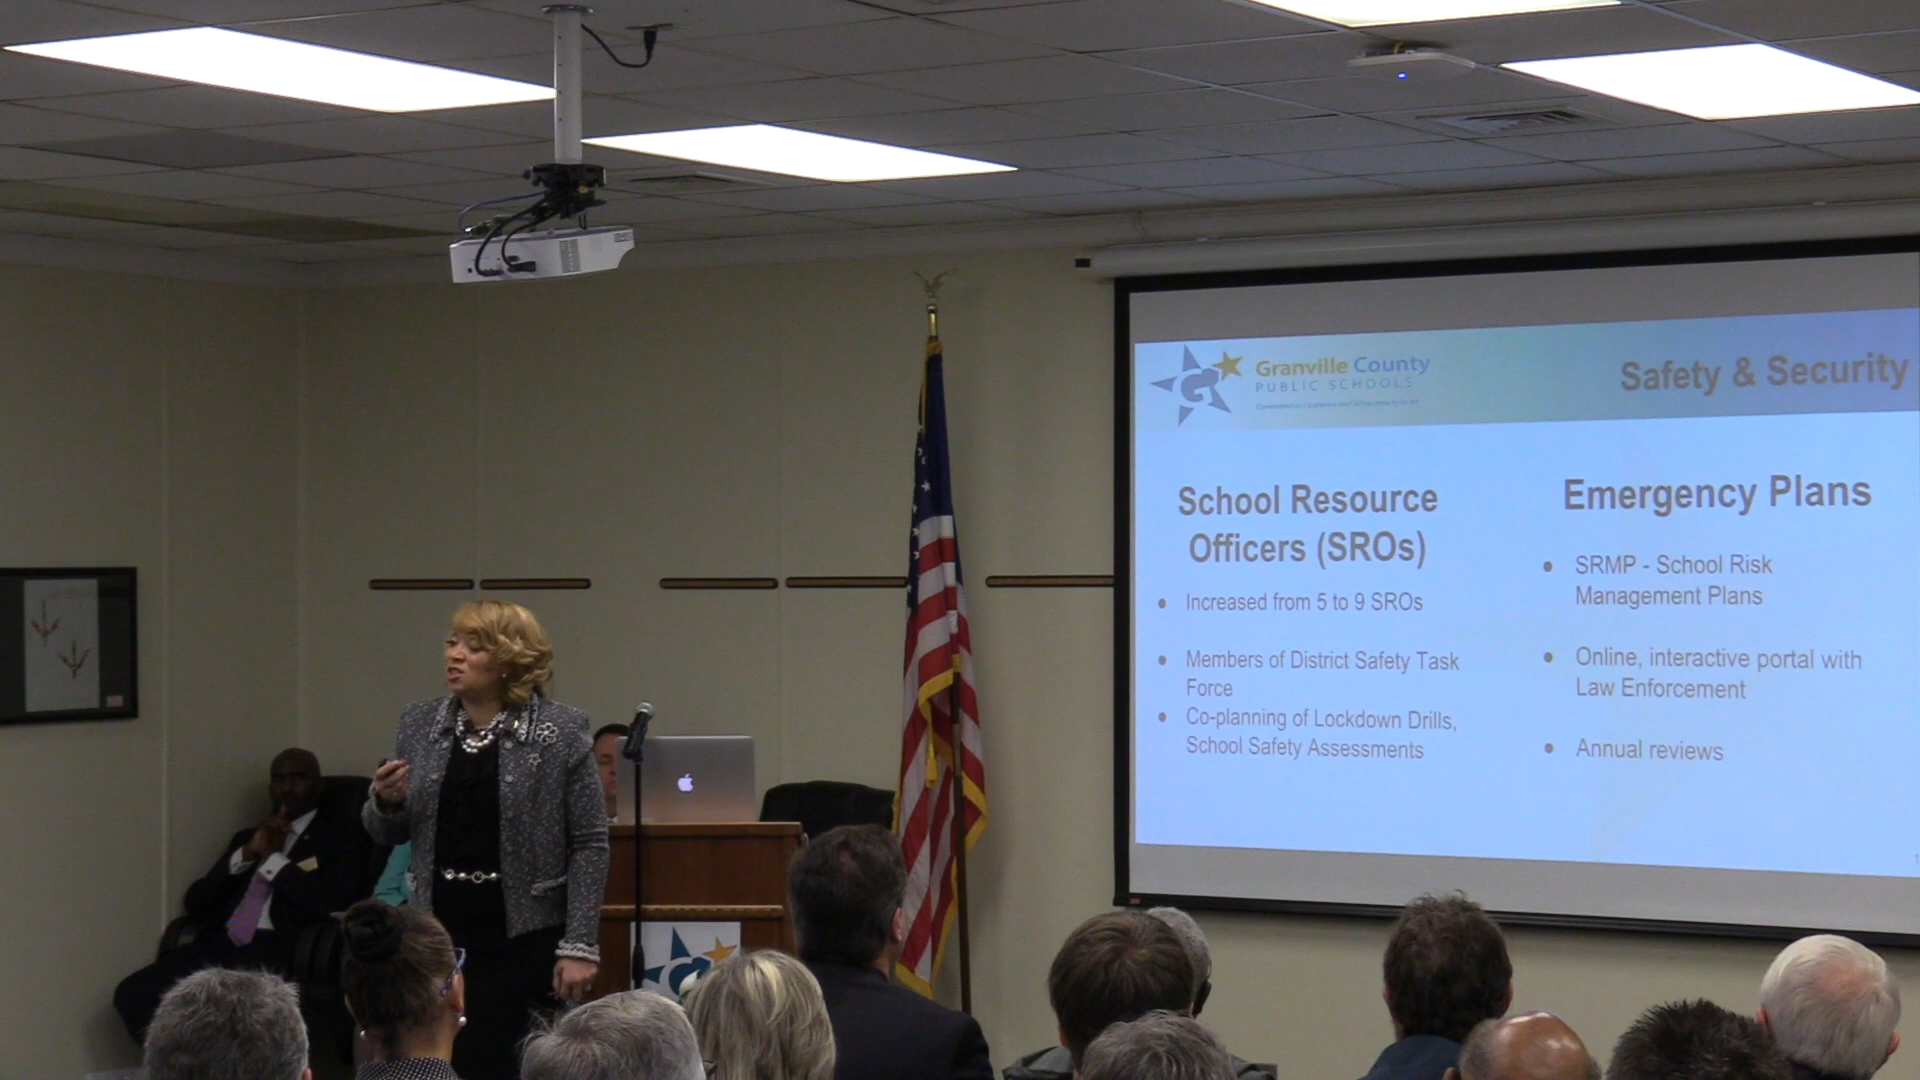 Granville County
PUBLIC SCHOOLS
Safety & Security
School Resource
Officers (SROs)
• Increased from 5 to 9 SROs
• Members of District Safety Task
Force
• Co-planning of Lockdown Drills,
School Safety Assessments
Emergency Plans
• SRMP - School Risk
Management Plans
• Online, interactive portal with
Law Enforcement
• Annual reviews